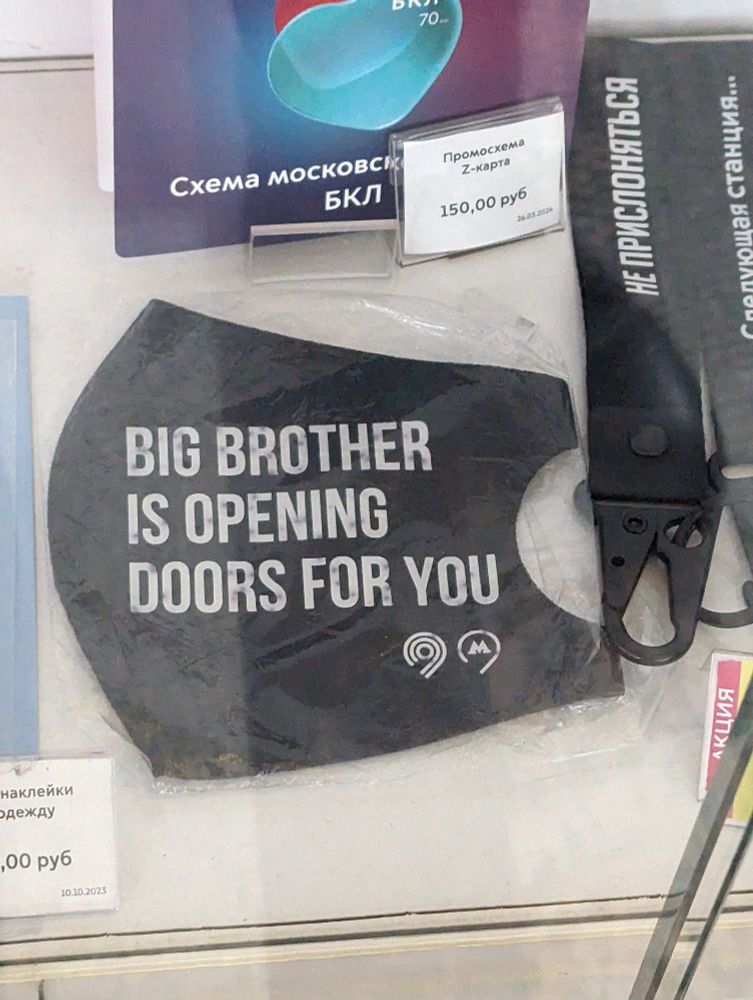 БКЛ
70
Схема московск
БКЛ
Промосхема
Z-карта
150,00 руб
26.03.2024
НЕ ПРИСЛОНЯТЬСЯ
Следующая станция...
BIG BROTHER
IS OPENING
DOORS FOR YOU
М
АКЦИЯ
наклейки
одежду
,00 руб
10.10.2023